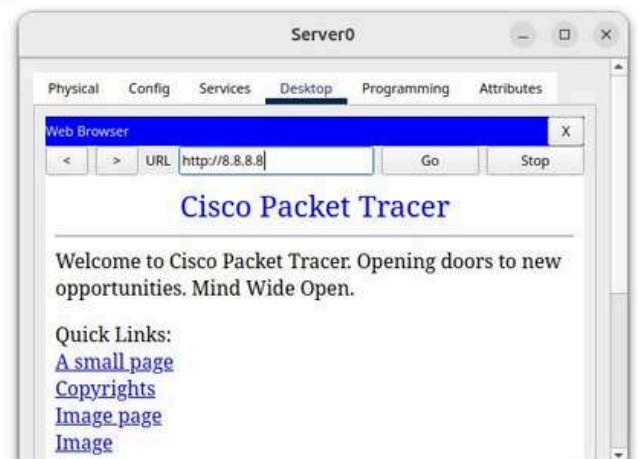 Server0
Physical Config Services Desktop Programming Attributes
Web Browser
X
< > URL http://8.8.8.8 Go Stop
Cisco Packet Tracer
Welcome to Cisco Packet Tracer. Opening doors to new
opportunities. Mind Wide Open.
Quick Links:
A small page
Copyrights
Image page
Image